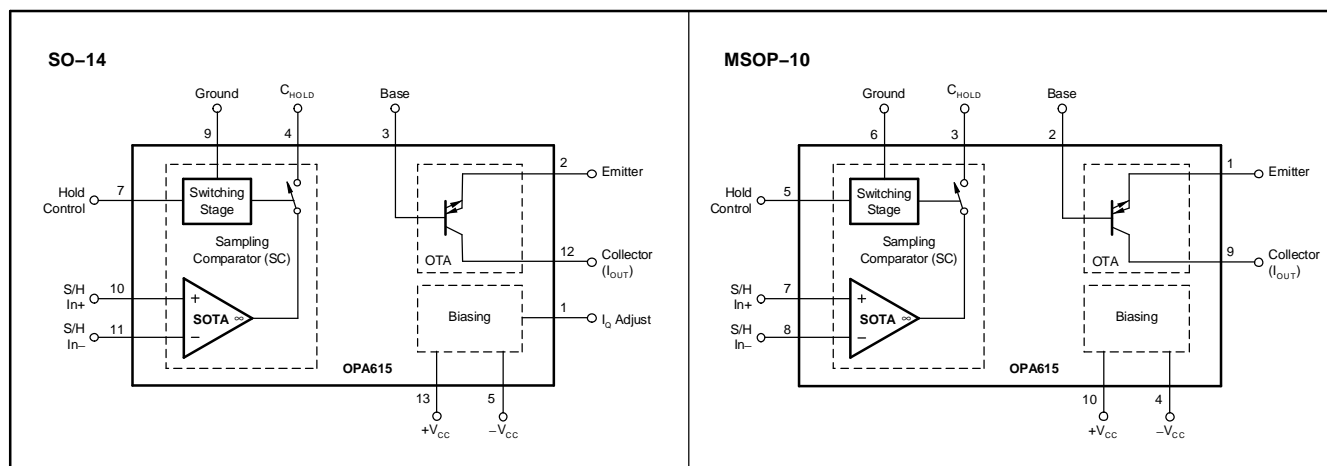 SO–14
Ground
CHOLD
Base
9
4
3
2
Emitter
Hold
Control
7
Switching
Stage
Sampling
Comparator (SC)
OTA
12
Collector
(IOUT)
S/H
In+
10
+
SOTA ∞
S/H
In–
11
–
Biasing
1
IQ Adjust
OPA615
13
5
+VCC
–VCC
MSOP–10
Ground
CHOLD
Base
6
3
2
1
Emitter
Hold
Control
5
Switching
Stage
Sampling
Comparator (SC)
OTA
9
Collector
(IOUT)
S/H
In+
7
+
SOTA ∞
S/H
In–
8
–
Biasing
OPA615
10
4
+VCC
–VCC